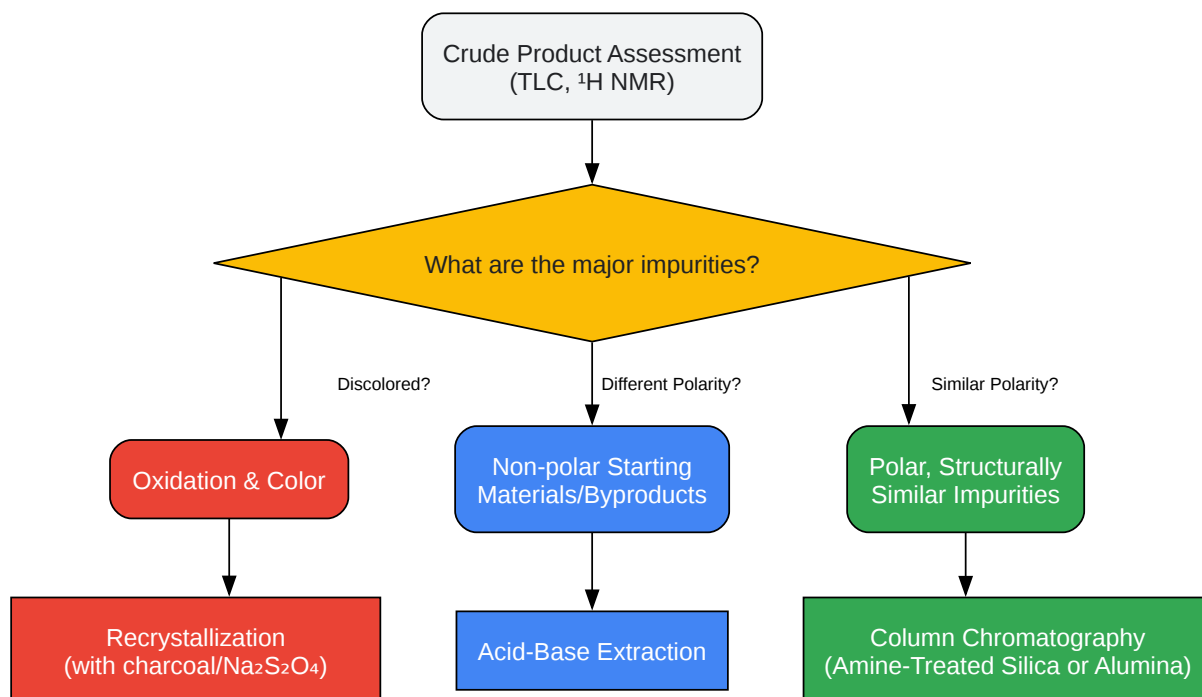 Crude Product Assessment
(TLC, ¹H NMR)
What are the major impurities?
Discolored?
Different Polarity?
Similar Polarity?
Oxidation & Color
Non-polar Starting
Materials/Byproducts
Polar, Structurally
Similar Impurities
Recrystallization
(with charcoal/Na₂S₂O₄)
Acid-Base Extraction
Column Chromatography
(Amine-Treated Silica or Alumina)